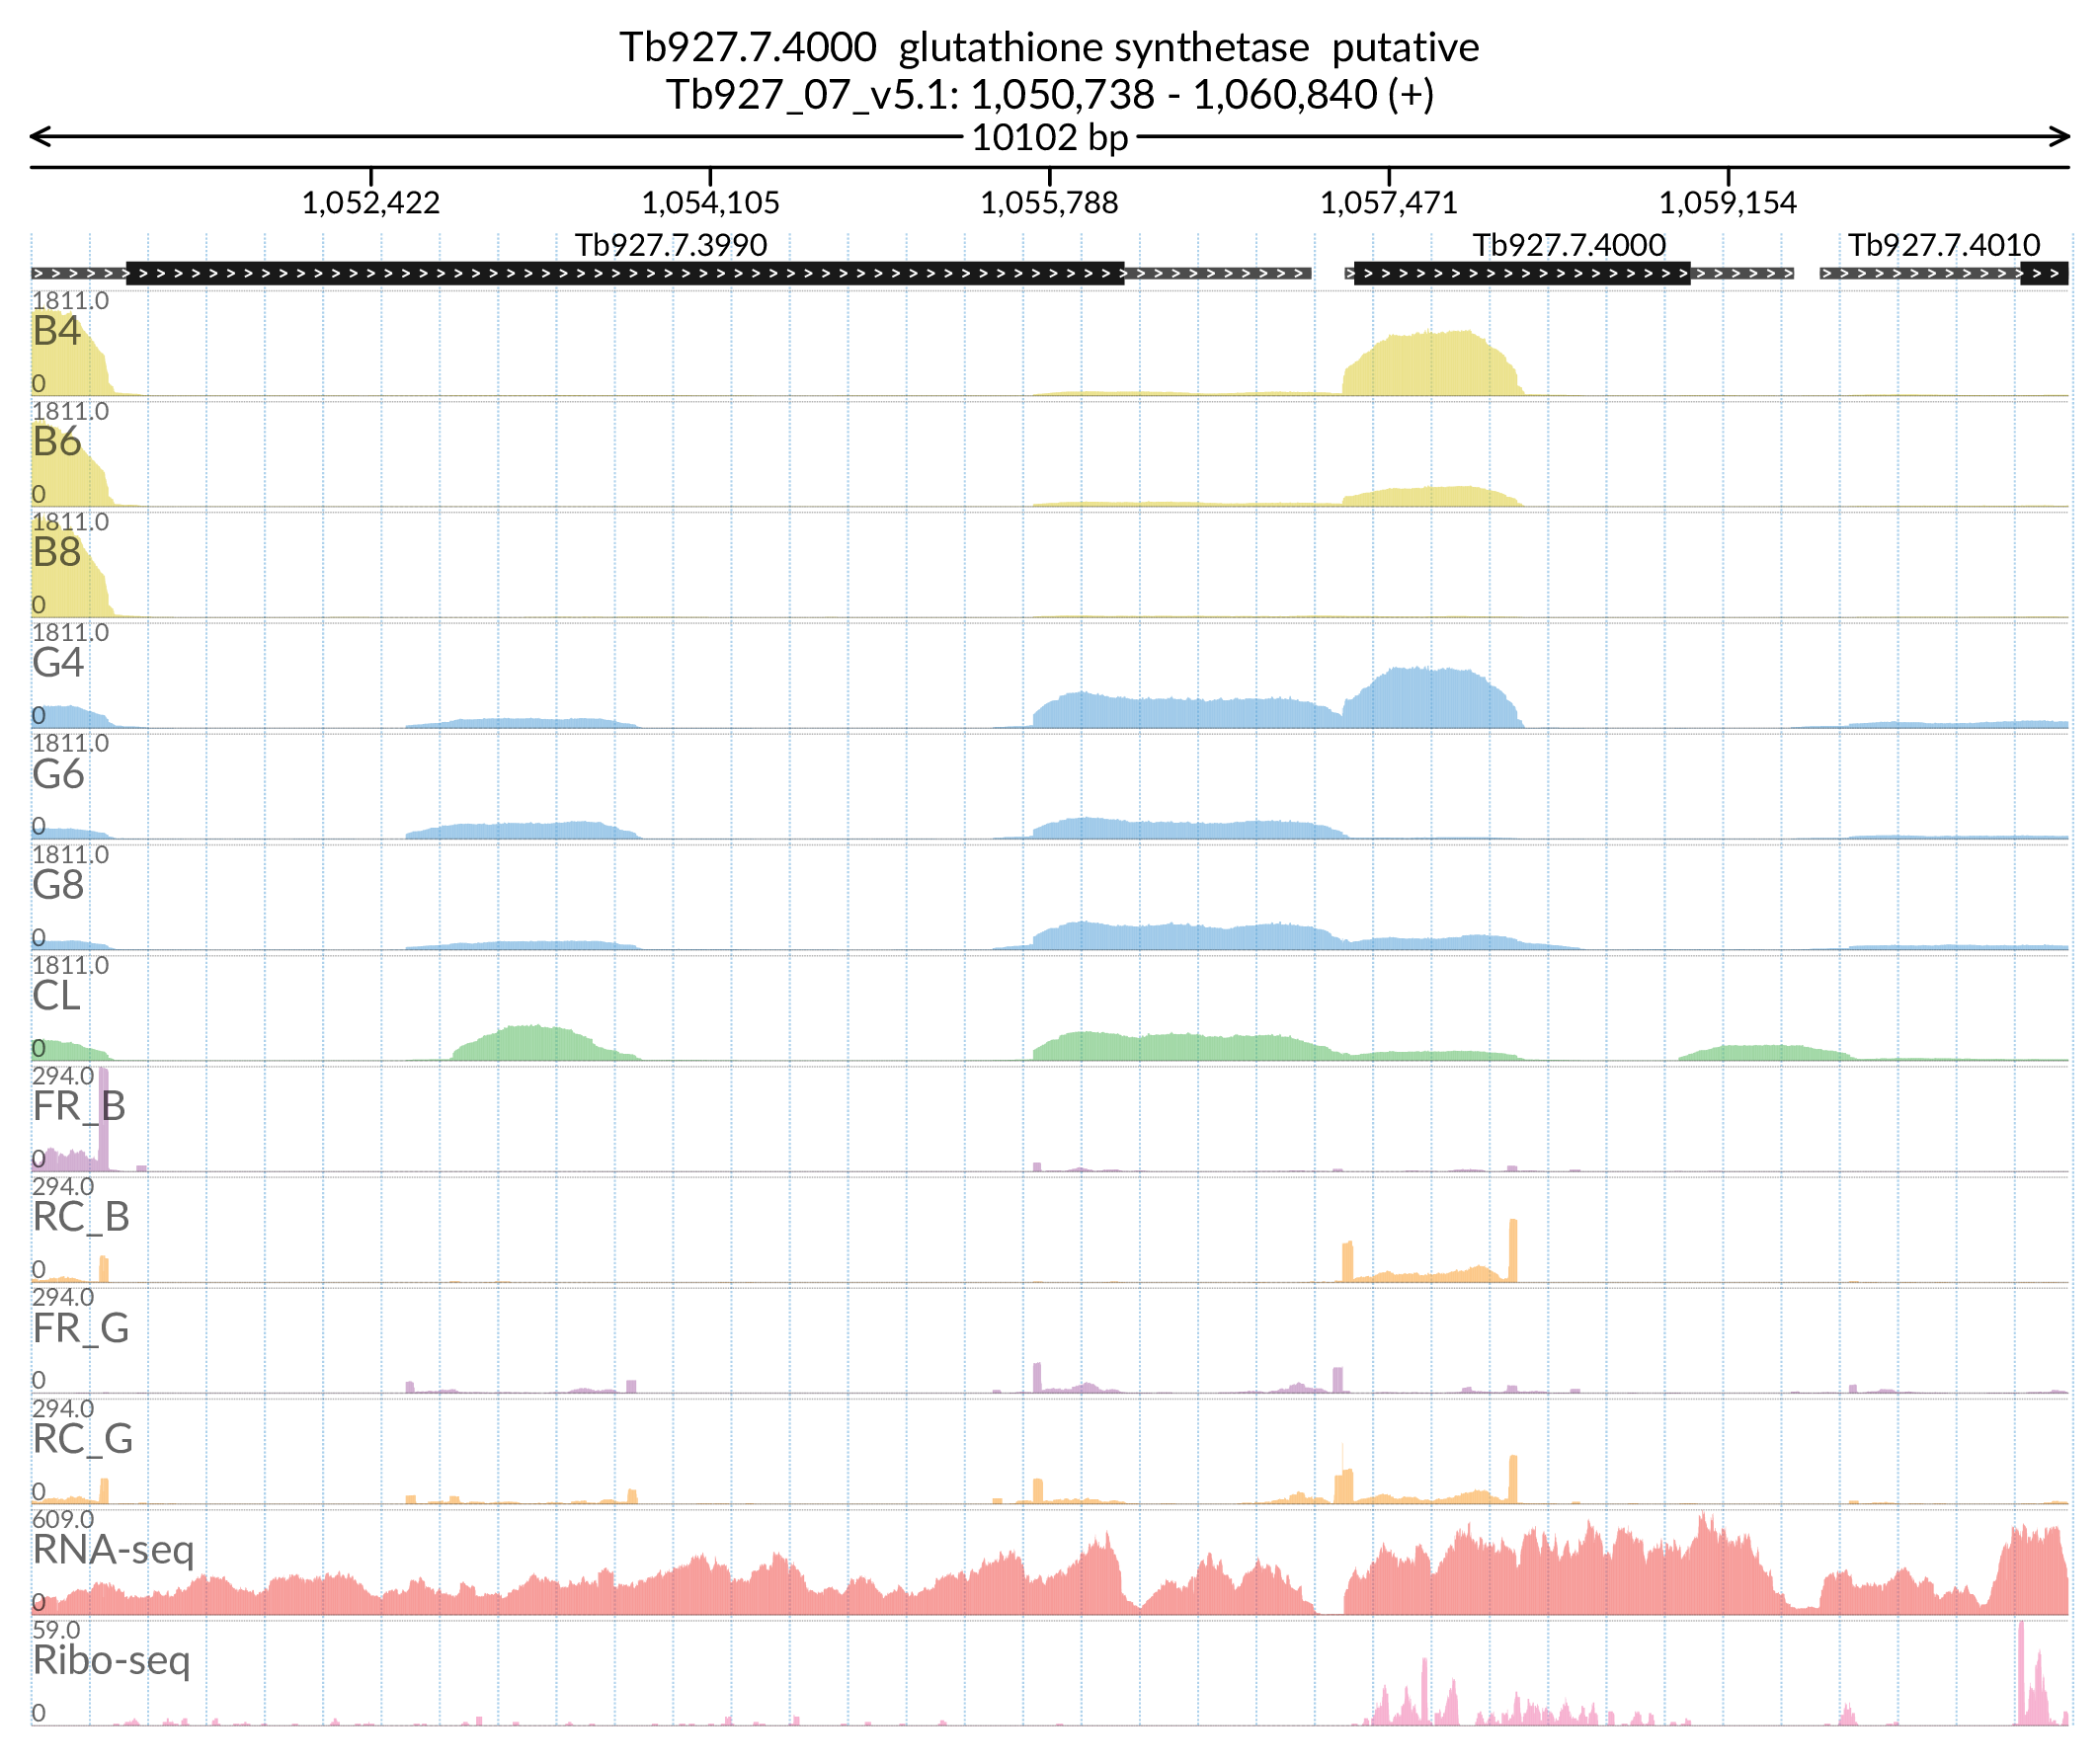 Tb927.7.4000 glutathione synthetase putative
Tb927_07_v5.1: 1,050,738 - 1,060,840 (+)
10102 bp
1,052,422 1,054,105 1,055,788 1,057,471 1,059,154
Tb927.7.3990 Tb927.7.4000 Tb927.7.4010
1811.0
B4
0
1811.0
B6
0
1811.0
B8
0
1811.0
G4
0
1811.0
G6
0
1811.0
G8
0
1811.0
CL
0
294.0
FR_B
0
294.0
RC_B
0
294.0
FR_G
0
294.0
RC_G
0
609.0
RNA-seq
0
59.0
Ribo-seq
0